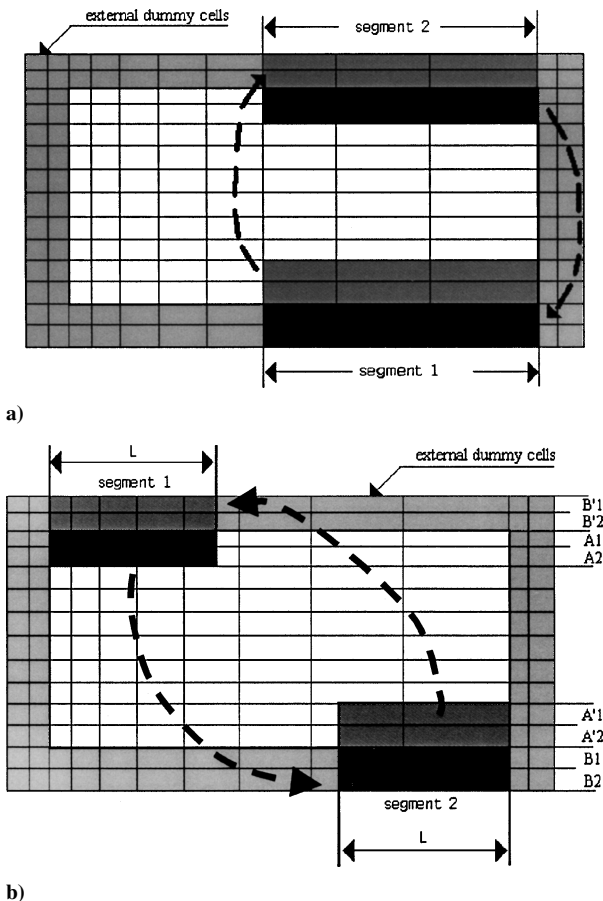 external dummy cells
segment 2
segment 1
a)
L
external dummy cells
segment 1
B'1
B'2
A1
A2
A'1
A'2
B1
B2
segment 2
L
b)